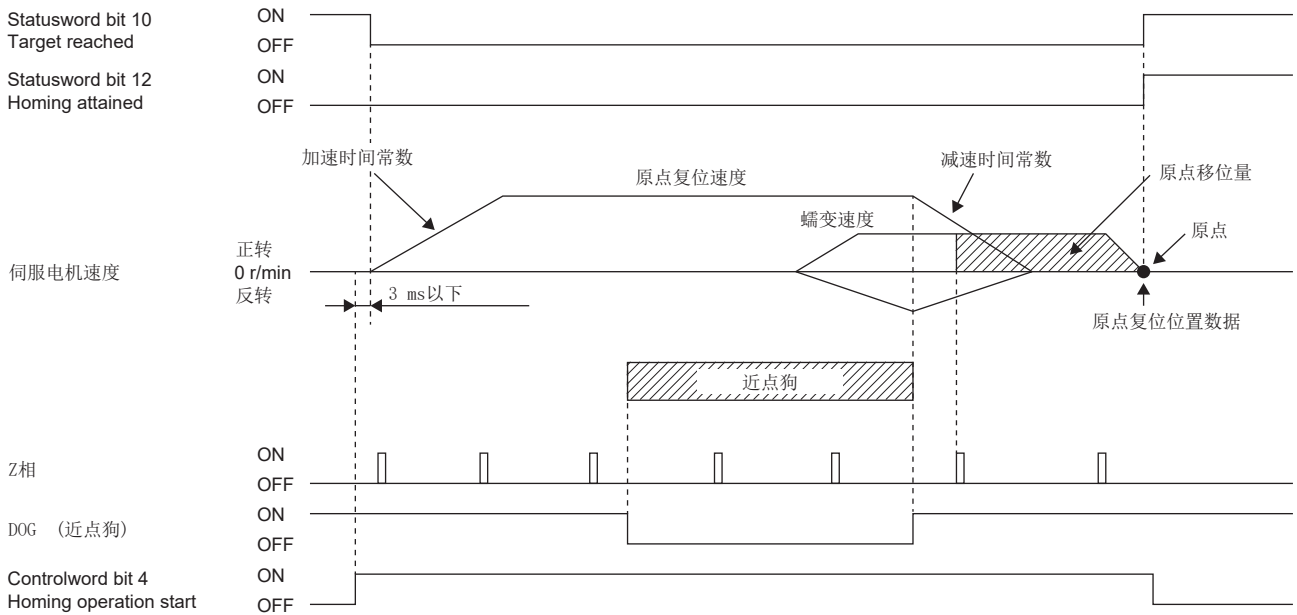 Statusword bit 10
Target reached
ON
OFF
Statusword bit 12
Homing attained
ON
OFF
加速时间常数
原点复位速度
减速时间常数
原点移位量
蠕变速度
原点
伺服电机速度
正转
0 r/min
反转
3 ms以下
原点复位位置数据
近点狗
Z相
ON
OFF
DOG (近点狗)
ON
OFF
Controlword bit 4
Homing operation start
ON
OFF